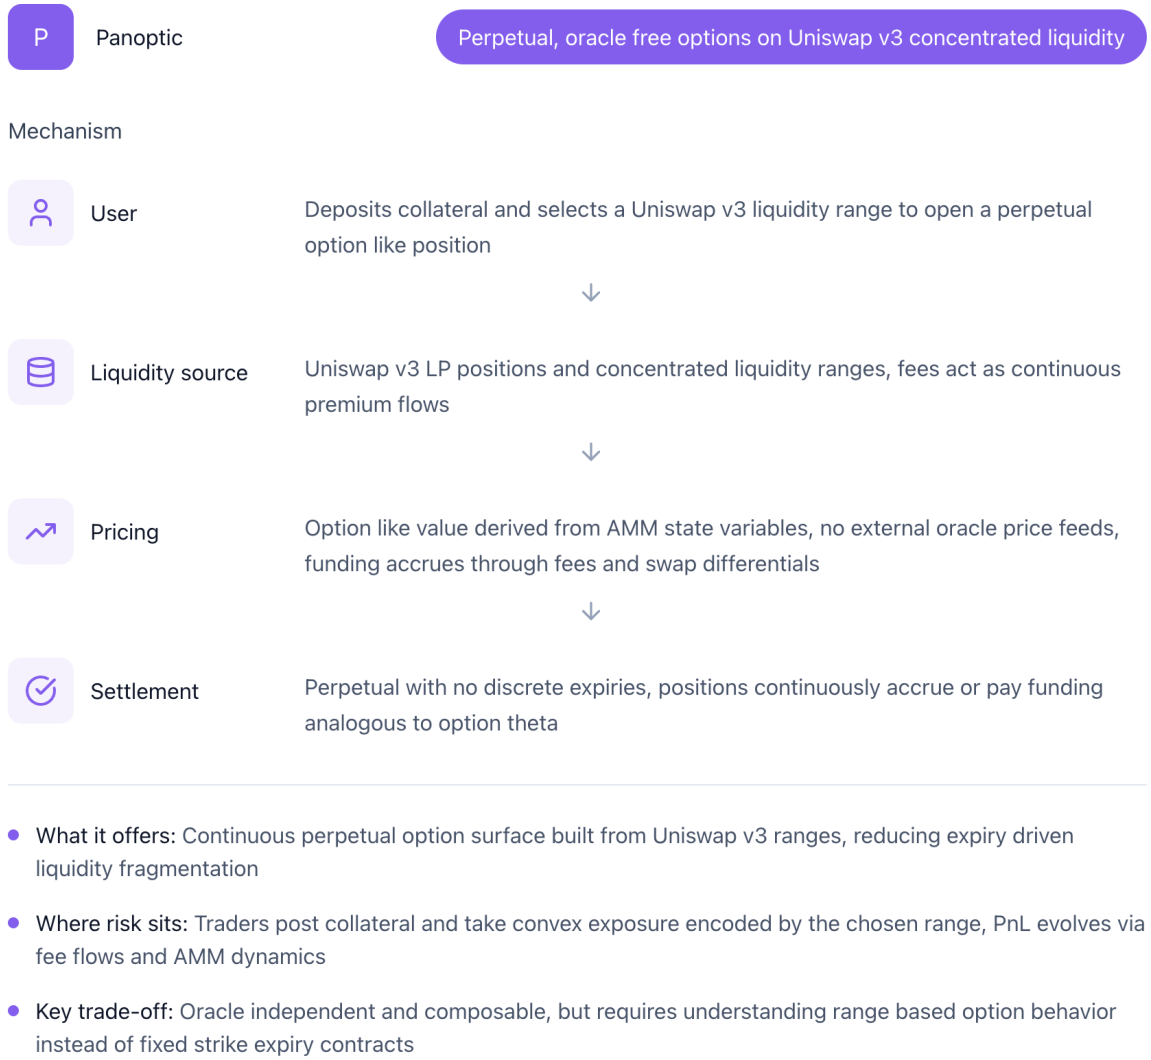 P
Panoptic
Perpetual, oracle free options on Uniswap v3 concentrated liquidity
Mechanism
User
Deposits collateral and selects a Uniswap v3 liquidity range to open a perpetual
option like position
Liquidity source
Uniswap v3 LP positions and concentrated liquidity ranges, fees act as continuous
premium flows
Pricing
Option like value derived from AMM state variables, no external oracle price feeds,
funding accrues through fees and swap differentials
Settlement
Perpetual with no discrete expiries, positions continuously accrue or pay funding
analogous to option theta
What it offers: Continuous perpetual option surface built from Uniswap v3 ranges, reducing expiry driven
liquidity fragmentation
Where risk sits: Traders post collateral and take convex exposure encoded by the chosen range, PnL evolves via
fee flows and AMM dynamics
Key trade-off: Oracle independent and composable, but requires understanding range based option behavior
instead of fixed strike expiry contracts